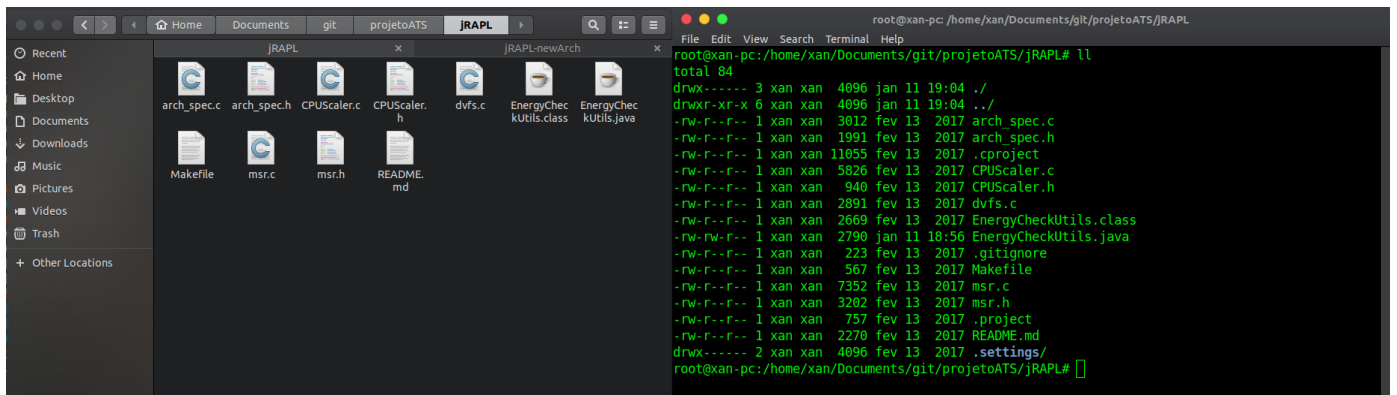 Home
Documents
git
projetoATS
jRAPL
jRAPL
jRAPL-newArch
Recent
Home
Desktop
Documents
Downloads
Music
Pictures
Videos
Trash
+ Other Locations
arch_spec.c
arch_spec.h
CPUScaler.c
CPUScaler.
h
dvfs.c
EnergyChec
kUtils.class
EnergyChec
kUtils.java
Makefile
msr.c
msr.h
README.
md
root@xan-pc: /home/xan/Documents/git/projetoATS/jRAPL
File Edit View Search Terminal Help
root@xan-pc:/home/xan/Documents/git/projetoATS/jRAPL# ll
total 84
drwx------ 3 xan xan  4096 jan 11 19:04 ./
drwxr-xr-x 6 xan xan  4096 jan 11 19:04 ../
-rw-r--r-- 1 xan xan  3012 fev 13  2017 arch_spec.c
-rw-r--r-- 1 xan xan  1991 fev 13  2017 arch_spec.h
-rw-r--r-- 1 xan xan 11055 fev 13  2017 .cproject
-rw-r--r-- 1 xan xan  5826 fev 13  2017 CPUScaler.c
-rw-r--r-- 1 xan xan   940 fev 13  2017 CPUScaler.h
-rw-r--r-- 1 xan xan  2891 fev 13  2017 dvfs.c
-rw-r--r-- 1 xan xan  2669 fev 13  2017 EnergyCheckUtils.class
-rw-rw-r-- 1 xan xan  2790 jan 11 18:56 EnergyCheckUtils.java
-rw-r--r-- 1 xan xan   223 fev 13  2017 .gitignore
-rw-r--r-- 1 xan xan   567 fev 13  2017 Makefile
-rw-r--r-- 1 xan xan  7352 fev 13  2017 msr.c
-rw-r--r-- 1 xan xan  3202 fev 13  2017 msr.h
-rw-r--r-- 1 xan xan   757 fev 13  2017 .project
-rw-r--r-- 1 xan xan  2270 fev 13  2017 README.md
drwx------ 2 xan xan  4096 fev 13  2017 .settings/
root@xan-pc:/home/xan/Documents/git/projetoATS/jRAPL#